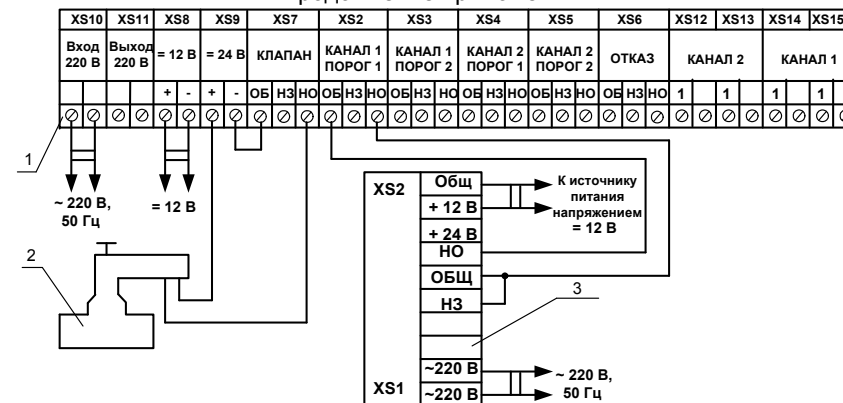 XS10 XS11 XS8 XS9 XS7 XS2 XS3 XS4 XS5 XS6 XS12 XS13 XS14 XS15
Вход 220 В Выход 220 В = 12 В = 24 В КЛАПАН КАНАЛ 1 ПОРОГ 1 КАНАЛ 1 ПОРОГ 2 КАНАЛ 2 ПОРОГ 1 КАНАЛ 2 ПОРОГ 2 ОТКАЗ КАНАЛ 2 КАНАЛ 1
+ - + - ОБ НЗ НО ОБ НЗ НО ОБ НЗ НО ОБ НЗ НО ОБ НЗ НО ОБ НЗ НО 1 1 1 1
1
~ 220 В,
50 Гц
= 12 В
XS2
Общ
+ 12 В
+ 24 В
НО
ОБЩ
НЗ
~220 В
~220 В
XS1
К источнику
питания
напряжением
= 12 В
2
3
~ 220 В,
50 Гц